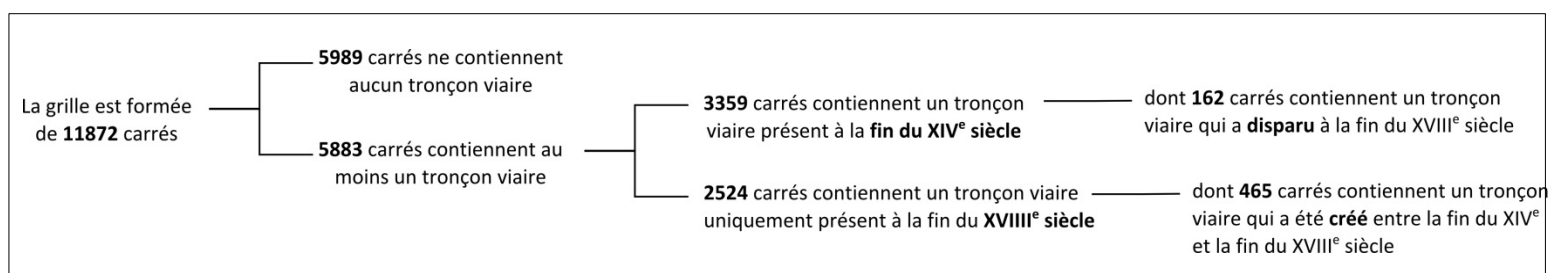 La grille est formée
de 11872 carrés
5989 carrés ne contiennent
aucun tronçon viaire
5883 carrés contiennent au
moins un tronçon viaire
3359 carrés contiennent un tronçon
viaire présent à la fin du XIVe siècle
dont 162 carrés contiennent un tronçon
viaire qui a disparu à la fin du XVIIIe siècle
2524 carrés contiennent un tronçon viaire
uniquement présent à la fin du XVIIIIe siècle
dont 465 carrés contiennent un tronçon
viaire qui a été créé entre la fin du XIVe
et la fin du XVIIIe siècle